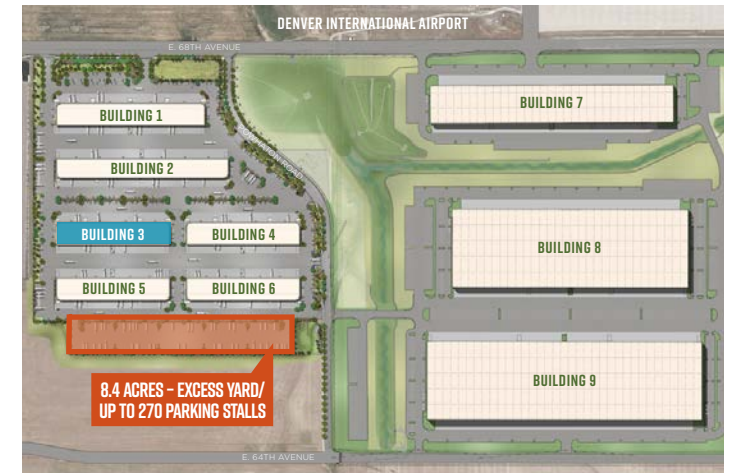 DENVER INTERNATIONAL AIRPORT
E. 68TH AVENUE
BUILDING 1
BUILDING 7
BUILDING 2
BUILDING 3
BUILDING 4
BUILDING 8
BUILDING 5
BUILDING 6
8.4 ACRES – EXCESS YARD/
UP TO 270 PARKING STALLS
BUILDING 9
E. 64TH AVENUE